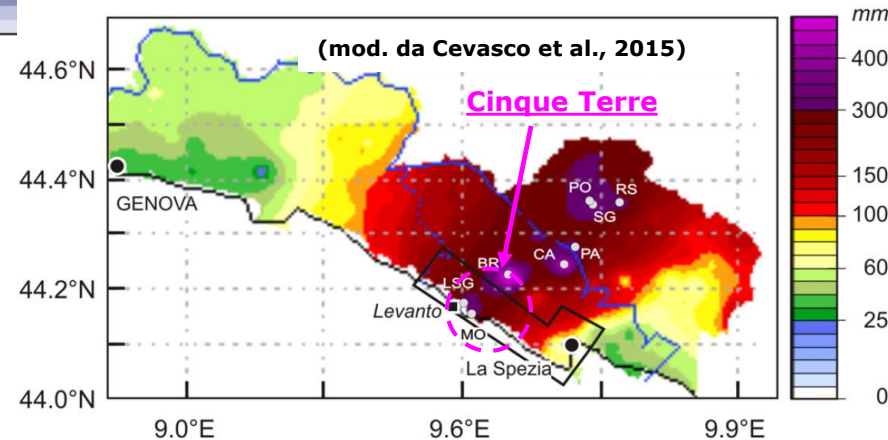 mm
(mod. da Cevasco et al., 2015)
Cinque Terre
44.6°N
44.4°N
44.2°N
44.0°N
GENOVA
PO
RS
SG
BR
CA
PA
LSG
Levanto
MO
La Spezia
9.0°E
9.6°E
9.9°E
400
300
150
100
60
25
0